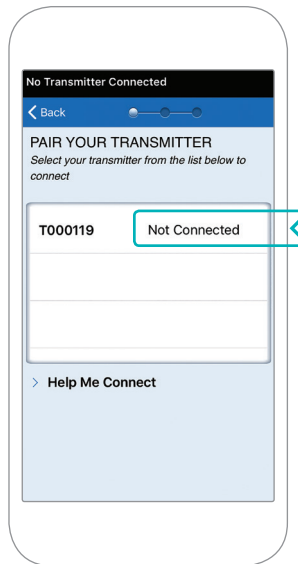 No Transmitter Connected
Back
PAIR YOUR TRANSMITTER
Select your transmitter from the list below to
connect
T000119 Not Connected
> Help Me Connect